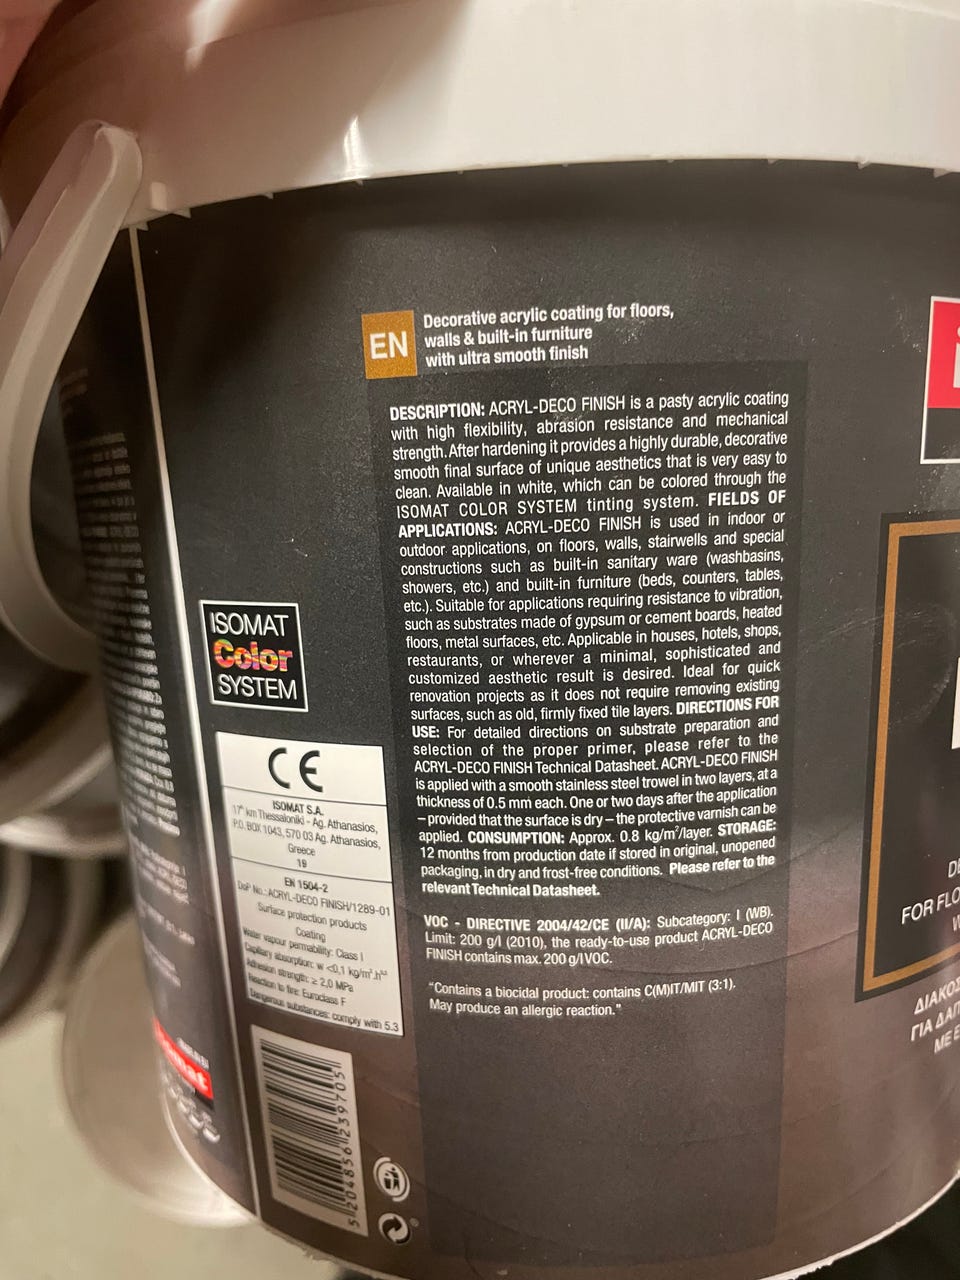 EN
Decorative acrylic coating for floors,
walls & built-in furniture
with ultra smooth finish
DESCRIPTION: ACRYL-DECO FINISH is a pasty acrylic coating
with high flexibility, abrasion resistance and mechanical
strength. After hardening it provides a highly durable, decorative
smooth final surface of unique aesthetics that is very easy to
clean. Available in white, which can be colored through the
ISOMAT COLOR SYSTEM tinting system. FIELDS OF
APPLICATIONS: ACRYL-DECO FINISH is used in indoor or
outdoor applications, on floors, walls, stairwells and special
constructions such as built-in sanitary ware (washbasins,
showers, etc.) and built-in furniture (beds, counters, tables,
etc.). Suitable for applications requiring resistance to vibration,
such as substrates made of gypsum or cement boards, heated
floors, metal surfaces, etc. Applicable in houses, hotels, shops,
restaurants, or wherever a minimal, sophisticated and
customized aesthetic result is desired. Ideal for quick
renovation projects as it does not require removing existing
surfaces, such as old, firmly fixed tile layers. DIRECTIONS FOR
USE: For detailed directions on substrate preparation and
selection of the proper primer, please refer to the
ACRYL-DECO FINISH Technical Datasheet. ACRYL-DECO FINISH
is applied with a smooth stainless steel trowel in two layers, at a
thickness of 0.5 mm each. One or two days after the application
– provided that the surface is dry – the protective varnish can be
applied. CONSUMPTION: Approx. 0.8 kg/m²/layer. STORAGE:
12 months from production date if stored in original, unopened
packaging, in dry and frost-free conditions. Please refer to the
relevant Technical Datasheet.
VOC - DIRECTIVE 2004/42/CE (II/A): Subcategory: I (WB).
Limit: 200 g/l (2010), the ready-to-use product ACRYL-DECO
FINISH contains max. 200 g/l VOC.
"Contains a biocidal product: contains C(M)IT/MIT (3:1).
May produce an allergic reaction."
ISOMAT
Color
SYSTEM
CE
ISOMAT S.A.
17th km Thessaloniki - Ag. Athanasios,
P.O. BOX 1043, 570 03 Ag. Athanasios,
Greece
19
EN 1504-2
DoP No.: ACRYL-DECO FINISH/1289-01
Surface protection products
Coating
Water vapour permability: Class I
Capillary absorption: w <0,1 kg/m².h⁰·⁵
Adhesion strength: ≥ 2,0 MPa
Reaction to fire: Euroclass F
Dangerous substances: comply with 5.3
5 204856 239705
FOR FLO
ΔΙΑΚΟΣ
ΓΙΑ ΔΑΠ
ΜΕ Ε